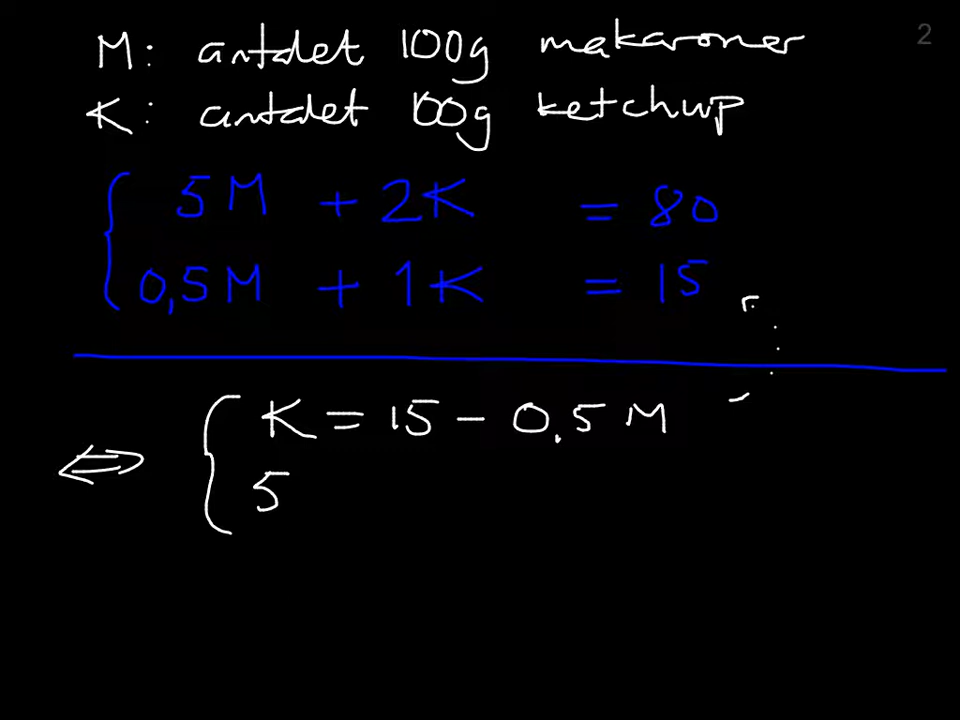 2
M: antalet 100g makaroner
K: antalet 100g ketchup
5M + 2K = 80
0,5M + 1K = 15
⇔ { K = 15 - 0.5M
5